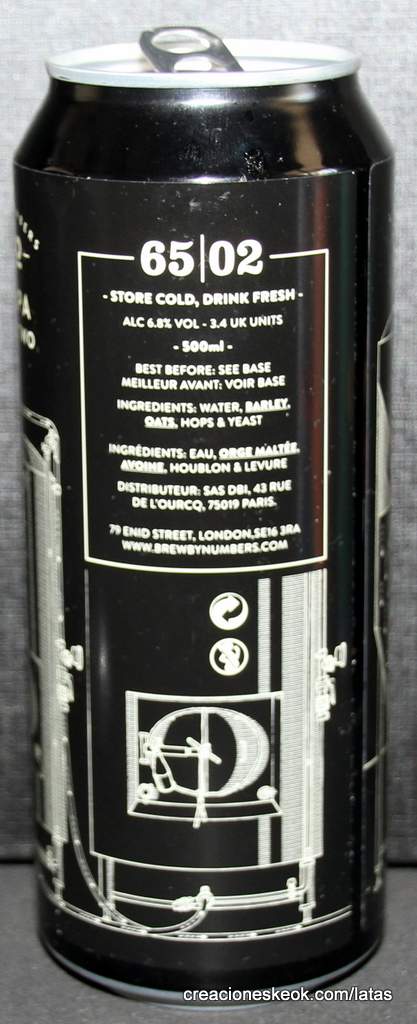 65|02
- STORE COLD, DRINK FRESH -
ALC 6.8% VOL - 3.4 UK UNITS
- 500ml -
BEST BEFORE: SEE BASE
MEILLEUR AVANT: VOIR BASE
INGREDIENTS: WATER, BARLEY,
OATS, HOPS & YEAST
INGRÉDIENTS: EAU, ORGE MALTÉE,
AVOINE, HOUBLON & LEVURE
DISTRIBUTEUR: SAS DBI, 43 RUE
DE L'OURCQ, 75019 PARIS.
79 ENID STREET, LONDON, SE16 3RA
WWW.BREWBYNUMBERS.COM
creacioneskeok.com/latas